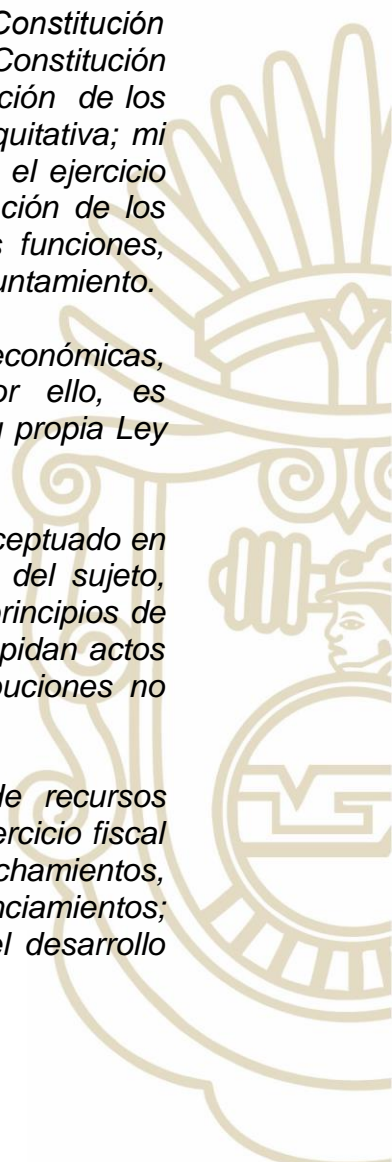 Constitución
Constitución
ción de los
quitativa; mi
el ejercicio
ción de los
s funciones,
untamiento.
económicas,
or ello, es
u propia Ley
ceptuado en
del sujeto,
principios de
pidan actos
buciones no
de recursos
ercicio fiscal
chamientos,
nciamientos;
el desarrollo